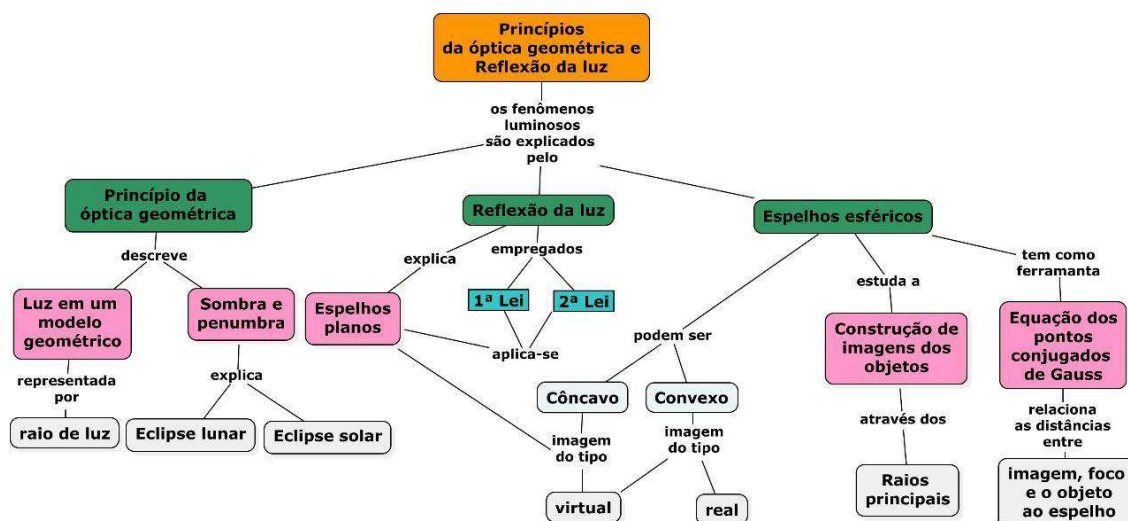 Princípios
da óptica geométrica e
Reflexão da luz
os fenômenos
luminosos
são explicados
pelo
Princípio da
óptica geométrica
Reflexão da luz
Espelhos esféricos
descreve
explica
empregados
tem como
ferramanta
estuda a
Luz em um
modelo
geométrico
Sombra e
penumbra
Espelhos
planos
1ª Lei
2ª Lei
aplica-se
podem ser
Construção de
imagens dos
objetos
Equação dos
pontos
conjugados
de Gauss
representada
por
explica
Côncavo
Convexo
através dos
relaciona
as distâncias
entre
raio de luz
Eclipse lunar
Eclipse solar
imagem
do tipo
imagem
do tipo
virtual
real
Raios
principais
imagem, foco
e o objeto
ao espelho